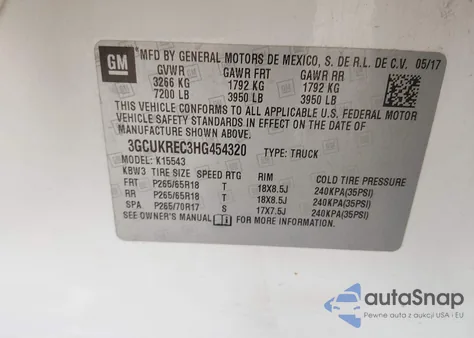 GM
MFD BY GENERAL MOTORS DE MEXICO, S. DE R.L. DE C.V. 05/17
GVWR GAWR FRT GAWR RR
3266 KG 1792 KG 1792 KG
7200 LB 3950 LB 3950 LB
THIS VEHICLE CONFORMS TO ALL APPLICABLE U.S. FEDERAL MOTOR
VEHICLE SAFETY STANDARDS IN EFFECT ON THE DATE OF
MANUFACTURE SHOWN ABOVE.
3GCUKREC3HG454320 TYPE: TRUCK
MODEL: K15543
KBW3 TIRE SIZE SPEED RTG RIM COLD TIRE PRESSURE
FRT P265/65R18 T 18X8.5J 240KPA(35PSI)
RR P265/65R18 T 18X8.5J 240KPA(35PSI)
SPA P265/70R17 S 17X7.5J 240KPA(35PSI)
SEE OWNER'S MANUAL FOR MORE INFORMATION.
autoSnap
Pewne auta z aukcji USA i EU